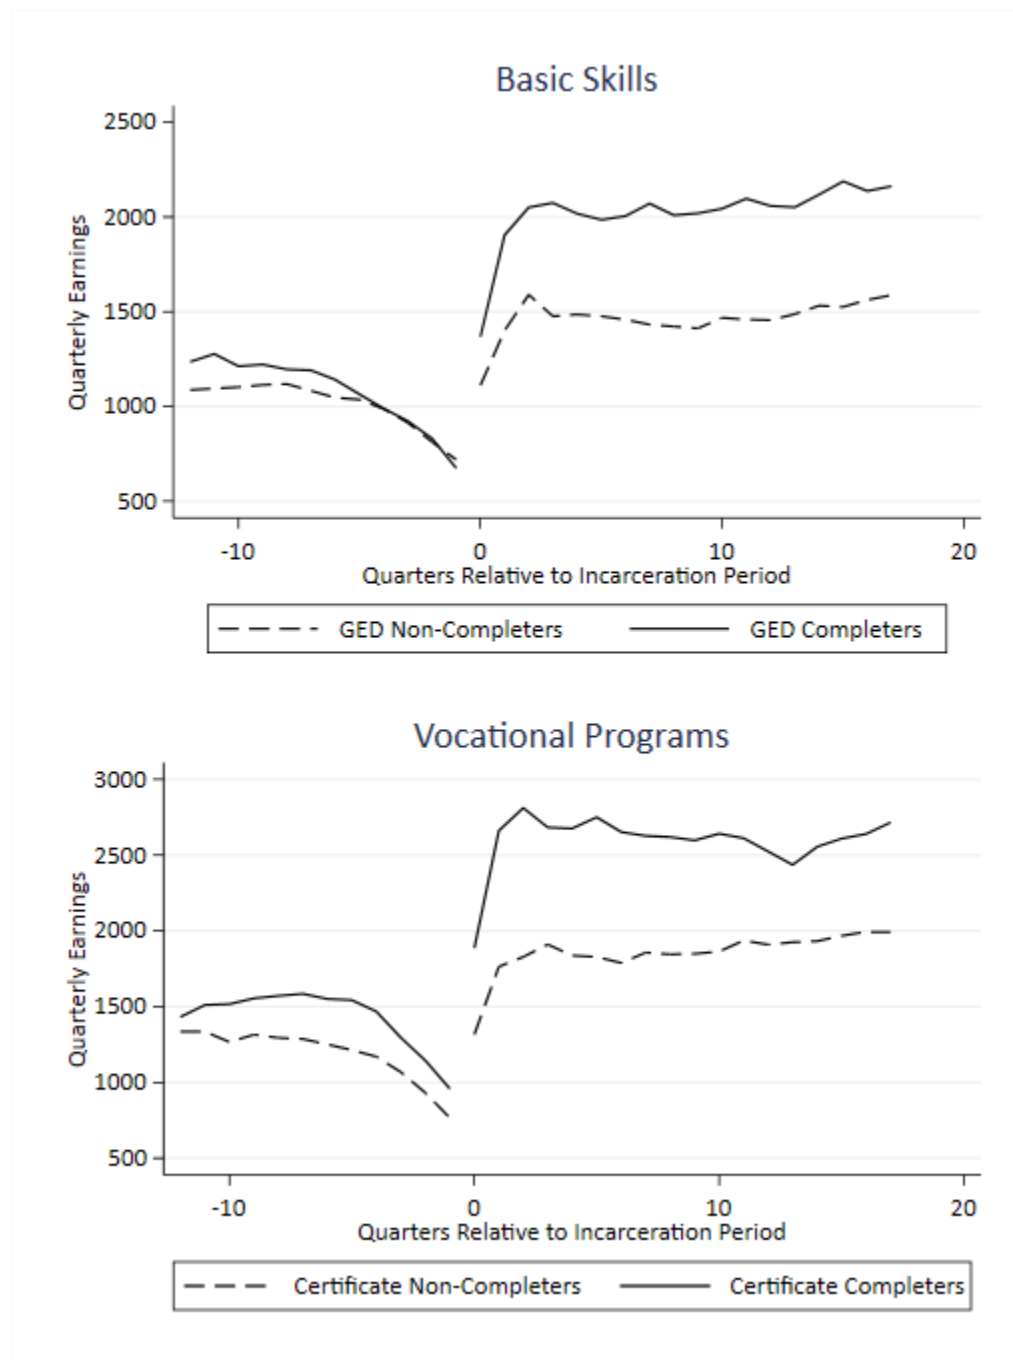 Basic Skills
2500
2000
1500
1000
500
Quarterly Earnings
-10 0 10 20
Quarters Relative to Incarceration Period
GED Non-Completers GED Completers
Vocational Programs
3000
2500
2000
1500
1000
500
Quarterly Earnings
-10 0 10 20
Quarters Relative to Incarceration Period
Certificate Non-Completers Certificate Completers